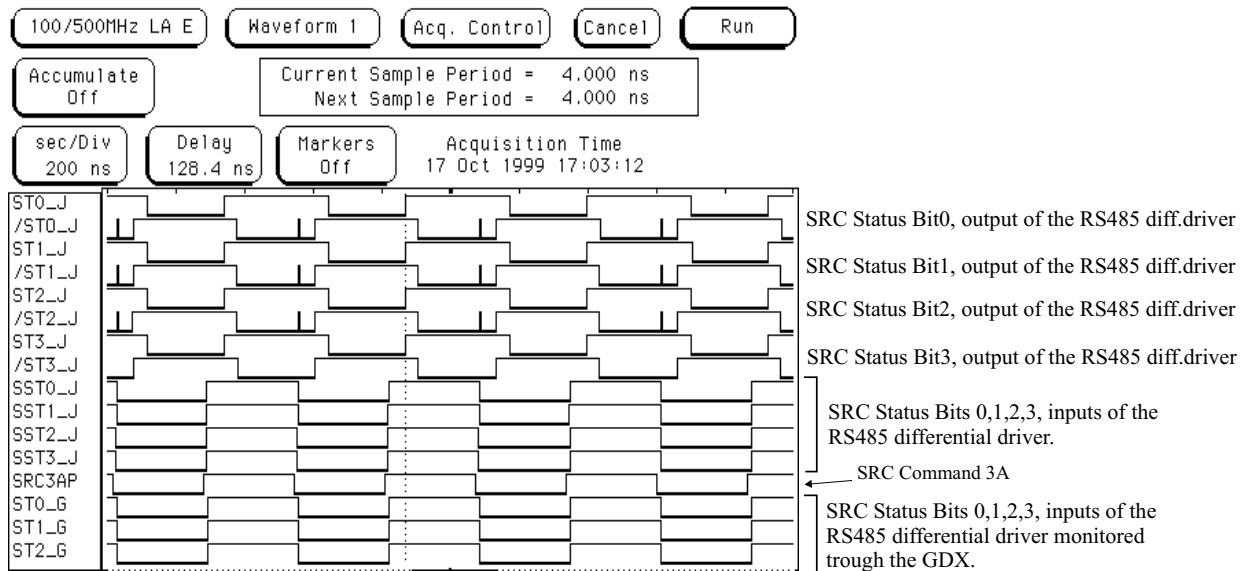 100/500MHz LA E Waveform 1 Acq. Control Cancel Run
Accumulate
Off
Current Sample Period = 4.000 ns
Next Sample Period = 4.000 ns
sec/Div
200 ns
Delay
128.4 ns
Markers
Off
Acquisition Time
17 Oct 1999 17:03:12
ST0_J
/ST0_J SRC Status Bit0, output of the RS485 diff.driver
ST1_J
/ST1_J SRC Status Bit1, output of the RS485 diff.driver
ST2_J
/ST2_J SRC Status Bit2, output of the RS485 diff.driver
ST3_J
/ST3_J SRC Status Bit3, output of the RS485 diff.driver
SST0_J
SST1_J
SST2_J
SST3_J
SRC Status Bits 0,1,2,3, inputs of the
RS485 differential driver.
SRC3AP SRC Command 3A
ST0_G
ST1_G
ST2_G
SRC Status Bits 0,1,2,3, inputs of the
RS485 differential driver monitored
trough the GDX.